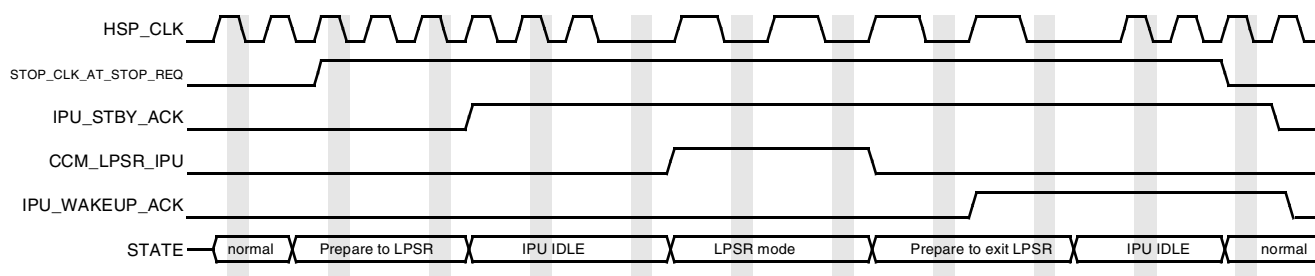 HSP_CLK
STOP_CLK_AT_STOP_REQ
IPU_STBY_ACK
CCM_LPSR_IPU
IPU_WAKEUP_ACK
STATE normal Prepare to LPSR IPU IDLE LPSR mode Prepare to exit LPSR IPU IDLE normal